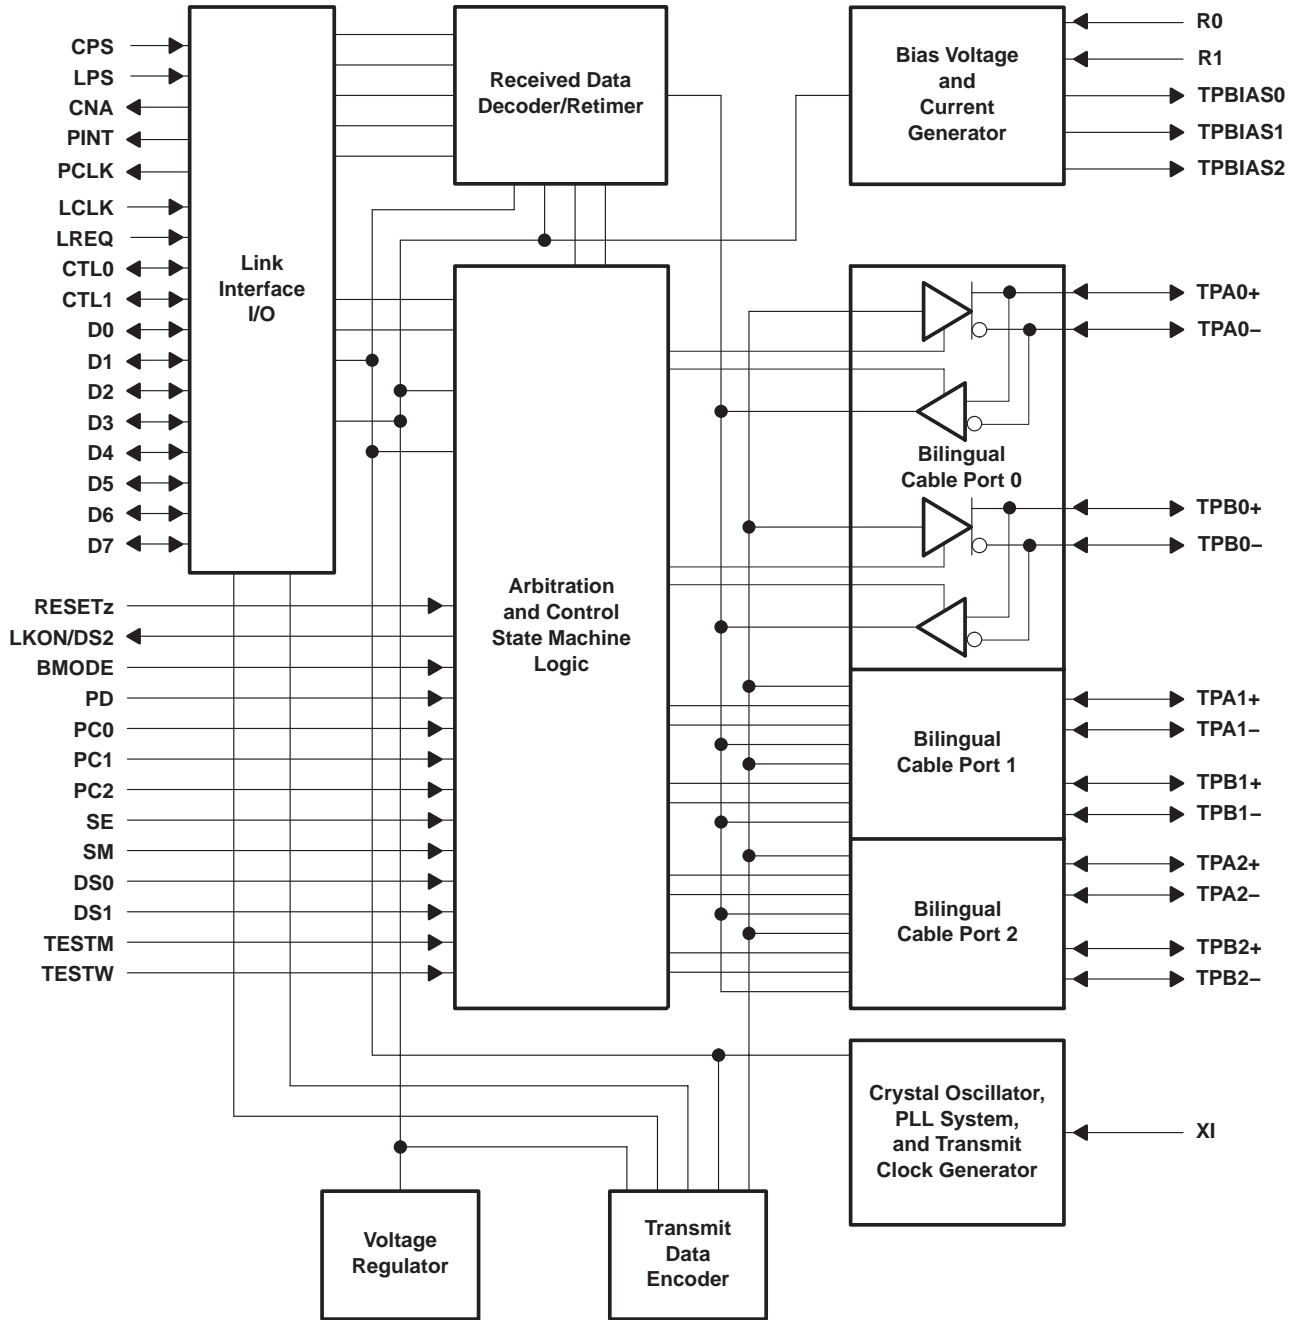 CPS
LPS
CNA
PINT
PCLK
LCLK
LREQ
CTL0
CTL1
D0
D1
D2
D3
D4
D5
D6
D7
RESETz
LKON/DS2
BMODE
PD
PC0
PC1
PC2
SE
SM
DS0
DS1
TESTM
TESTW
Link
Interface
I/O
Received Data
Decoder/Retimer
Arbitration
and Control
State Machine
Logic
Bias Voltage
and
Current
Generator
Bilingual
Cable Port 0
Bilingual
Cable Port 1
Bilingual
Cable Port 2
Crystal Oscillator,
PLL System,
and Transmit
Clock Generator
Voltage
Regulator
Transmit
Data
Encoder
R0
R1
TPBIAS0
TPBIAS1
TPBIAS2
TPA0+
TPA0–
TPB0+
TPB0–
TPA1+
TPA1–
TPB1+
TPB1–
TPA2+
TPA2–
TPB2+
TPB2–
XI